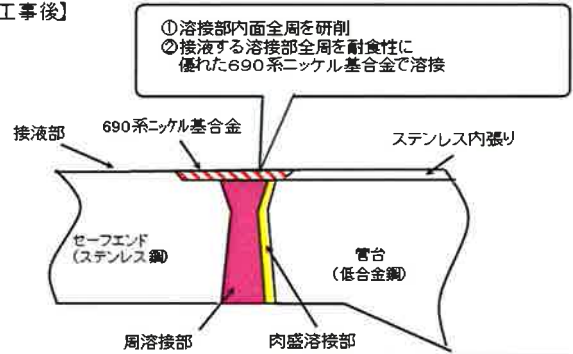 工事後】
①溶接部内面全周を研削
②接液する溶接部全周を耐食性に
優れた690系ニッケル基合金で溶接
接液部
690系ニッケル基合金
ステンレス内張り
セーフエンド
(ステンレス鋼)
管台
(低合金鋼)
周溶接部
肉盛溶接部